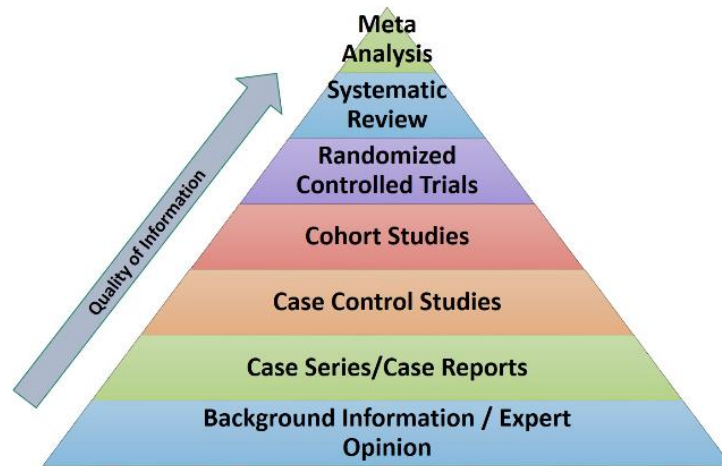 Meta
Analysis
Systematic
Review
Randomized
Controlled Trials
Cohort Studies
Case Control Studies
Case Series/Case Reports
Background Information / Expert
Opinion
Quality of Information